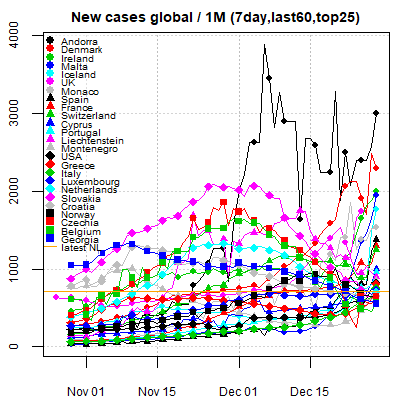 New cases global / 1M (7day,last60,top25)
4000
3000
2000
1000
0
Andorra
Denmark
Ireland
Malta
Iceland
UK
Monaco
Spain
France
Switzerland
Cyprus
Portugal
Liechtenstein
Montenegro
USA
Greece
Italy
Luxembourg
Netherlands
Slovakia
Croatia
Norway
Czechia
Belgium
Georgia
latest NL
Nov 01
Nov 15
Dec 01
Dec 15